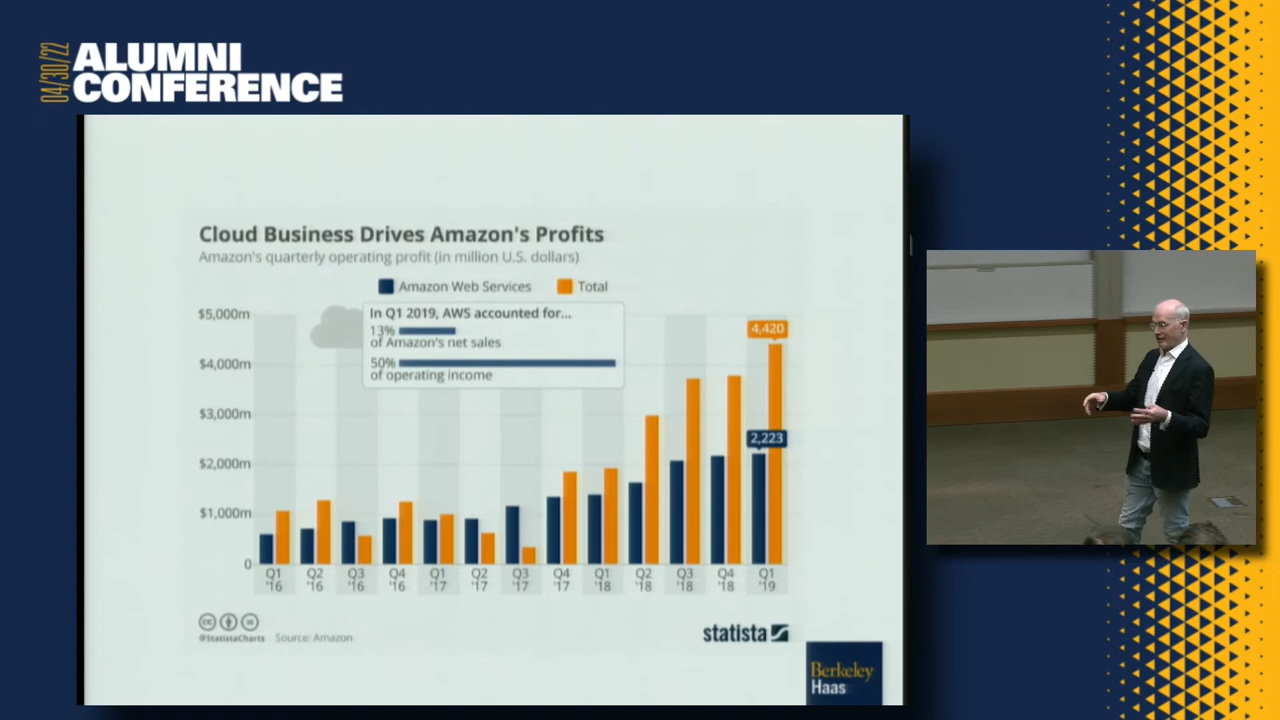 04/30/22
ALUMNI
CONFERENCE
Cloud Business Drives Amazon's Profits
Amazon's quarterly operating profit (in million U.S. dollars)
Amazon Web Services Total
In Q1 2019, AWS accounted for...
13%
of Amazon's net sales
50%
of operating income
$5,000m
$4,000m
$3,000m
$2,000m
$1,000m
0
4,420
2,223
Q1 Q2 Q3 Q4 Q1 Q2 Q3 Q4 Q1 Q2 Q3 Q4 Q1
'16 '16 '16 '16 '17 '17 '17 '17 '18 '18 '18 '18 '19
@StatistaCharts Source: Amazon
statista
Berkeley
Haas